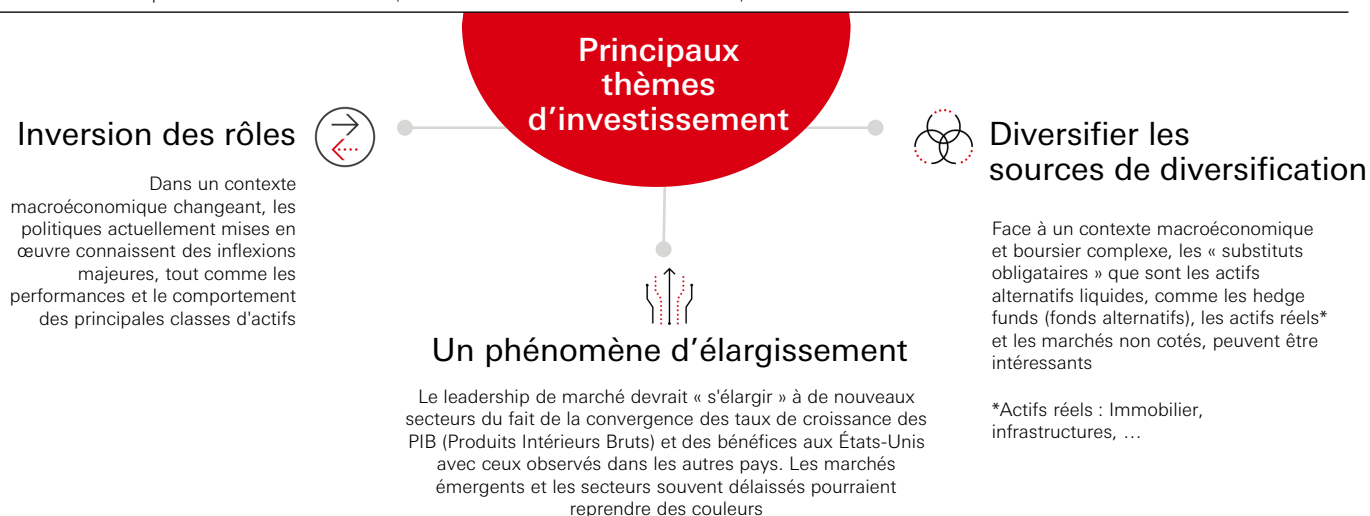 Principaux
thèmes
d'investissement
Inversion des rôles
Dans un contexte
macroéconomique changeant, les
politiques actuellement mises en
œuvre connaissent des inflexions
majeures, tout comme les
performances et le comportement
des principales classes d'actifs
Un phénomène d'élargissement
Le leadership de marché devrait « s'élargir » à de nouveaux
secteurs du fait de la convergence des taux de croissance des
PIB (Produits Intérieurs Bruts) et des bénéfices aux États-Unis
avec ceux observés dans les autres pays. Les marchés
émergents et les secteurs souvent délaissés pourraient
reprendre des couleurs
Diversifier les
sources de diversification
Face à un contexte macroéconomique
et boursier complexe, les « substituts
obligataires » que sont les actifs
alternatifs liquides, comme les hedge
funds (fonds alternatifs), les actifs réels*
et les marchés non cotés, peuvent être
intéressants
*Actifs réels : Immobilier,
infrastructures, …